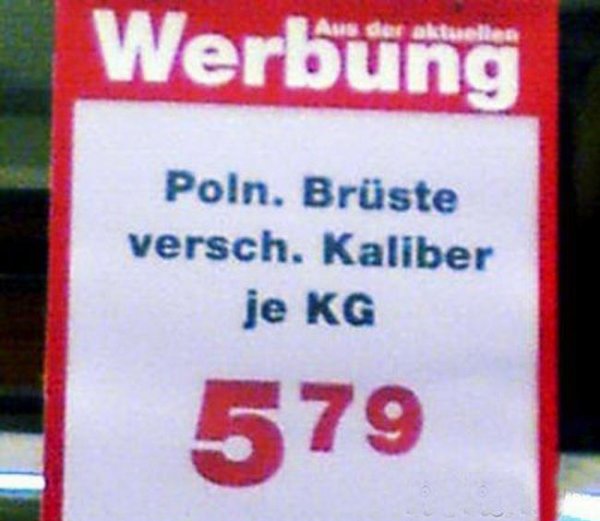 Aus der aktuellen
Werbung
Poln. Brüste
versch. Kaliber
je KG
579